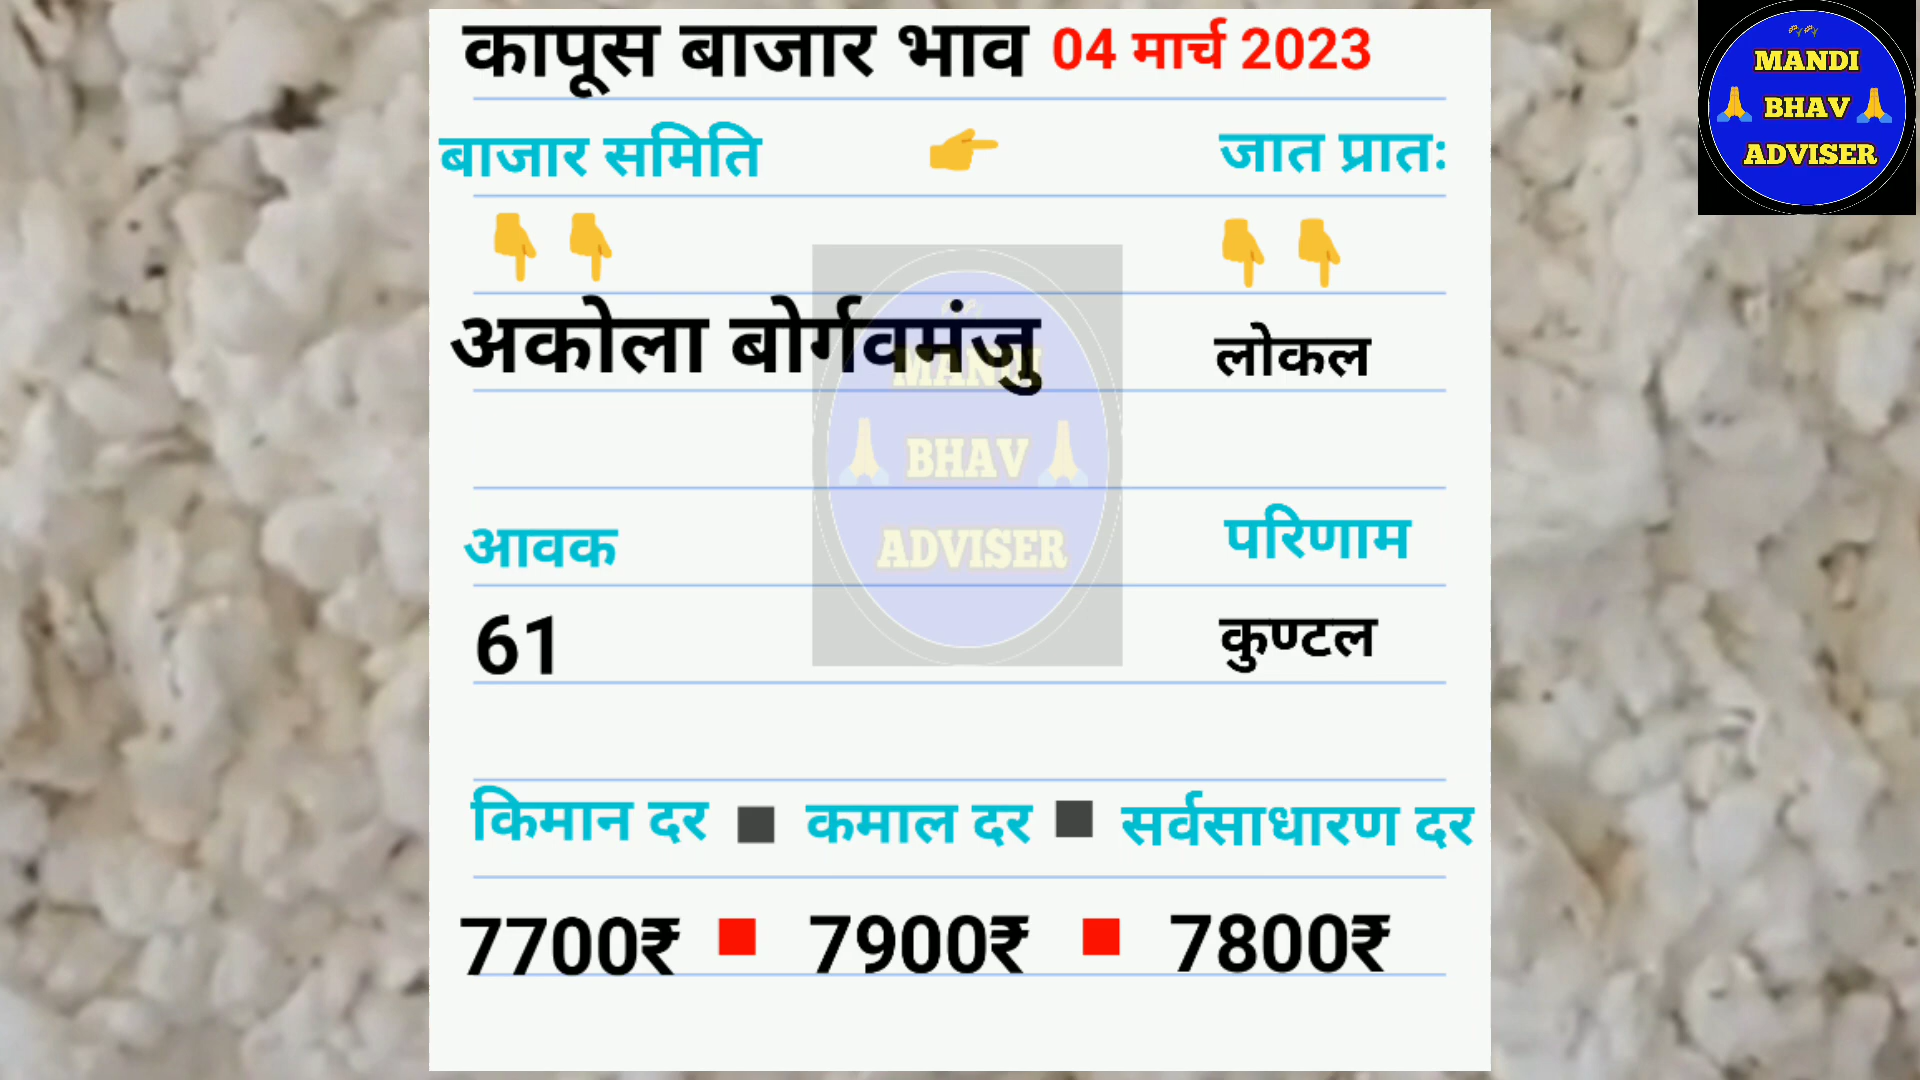 कापूस बाजार भाव 04 मार्च 2023
बाजार समिति 👉 जात प्रातः
👇 👇 👇 👇
अकोला बोर्गवमंजु लोकल
आवक परिणाम
61 कुण्टल
किमान दर ◼ कमाल दर ◼ सर्वसाधारण दर
7700₹ 🟥 7900₹ 🟥 7800₹
MANDI
🙏 BHAV 🙏
ADVISER
MANDI
🙏 BHAV 🙏
ADVISER